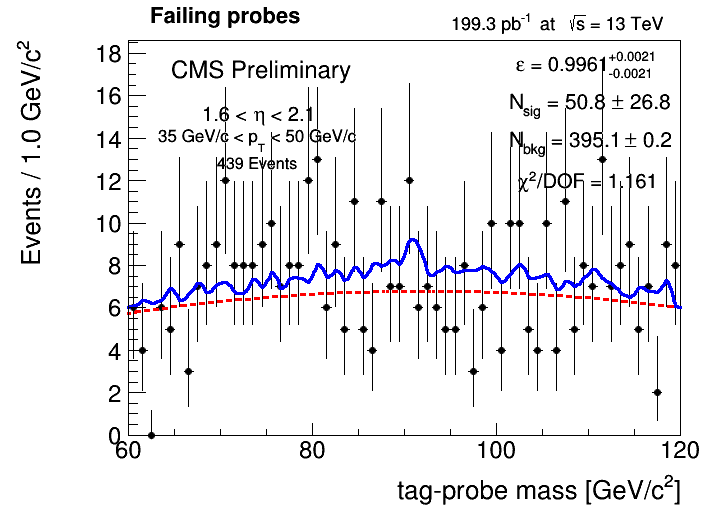 Failing probes
199.3 pb⁻¹ at √s = 13 TeV
CMS Preliminary
1.6 < η < 2.1
35 GeV/c < p_T < 50 GeV/c
439 Events
ε = 0.9961 +0.0021 -0.0021
N_sig = 50.8 ± 26.8
N_bkg = 395.1 ± 0.2
χ²/DOF = 1.161
Events / 1.0 GeV/c²
18
16
14
12
10
8
6
4
2
0
60 80 100 120
tag-probe mass [GeV/c²]